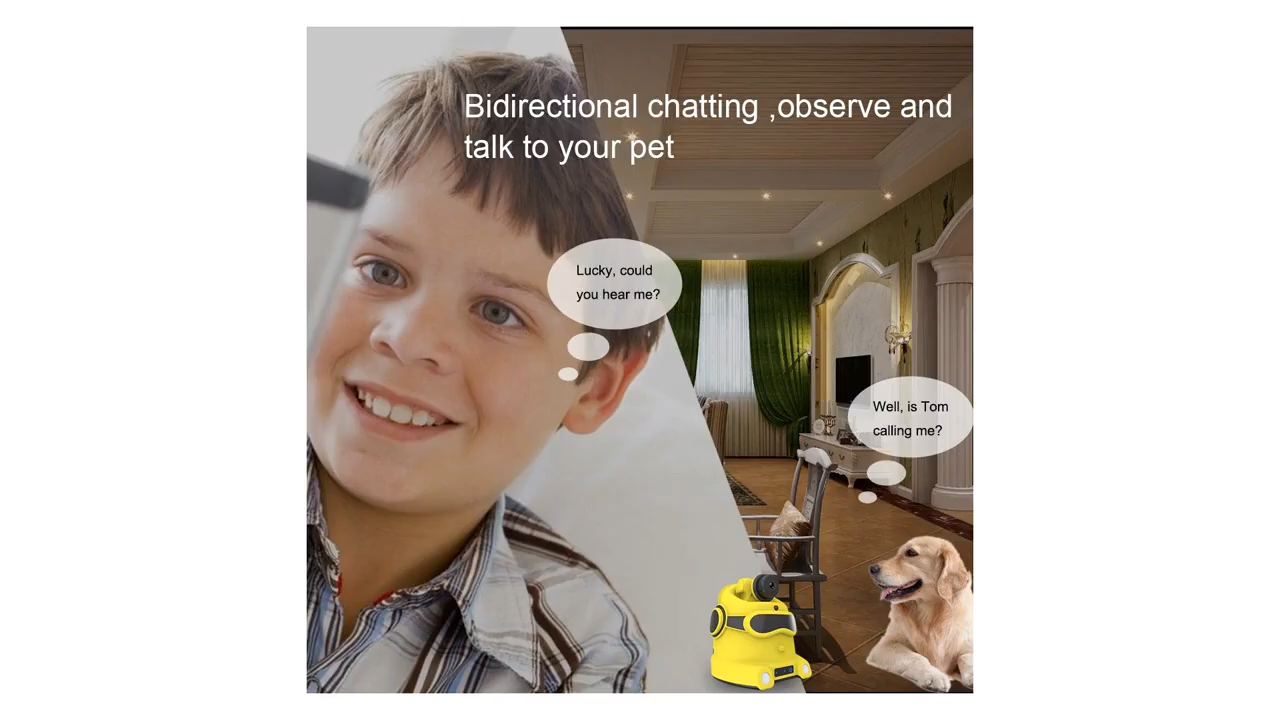 Bidirectional chatting ,observe and
talk to your pet
Lucky, could
you hear me?
Well, is Tom
calling me?